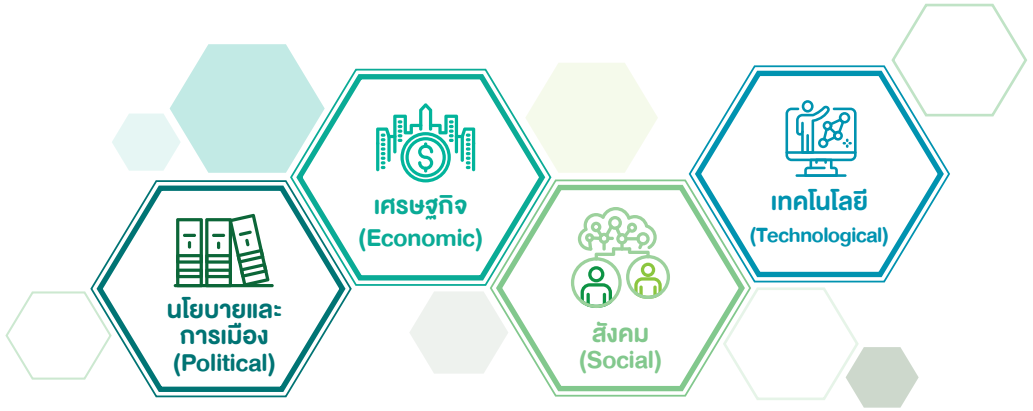 นโยบายและ
การเมือง
(Political)
เศรษฐกิจ
(Economic)
สังคม
(Social)
เทคโนโลยี
(Technological)